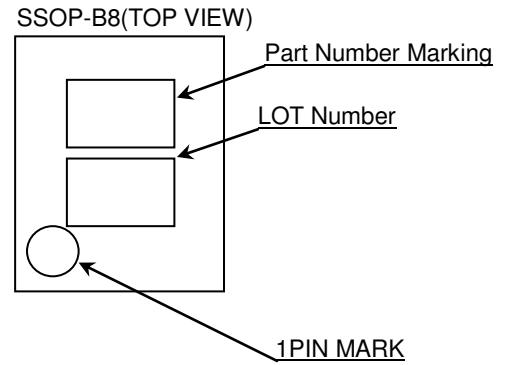 SSOP-B8(TOP VIEW)
Part Number Marking
LOT Number
1PIN MARK